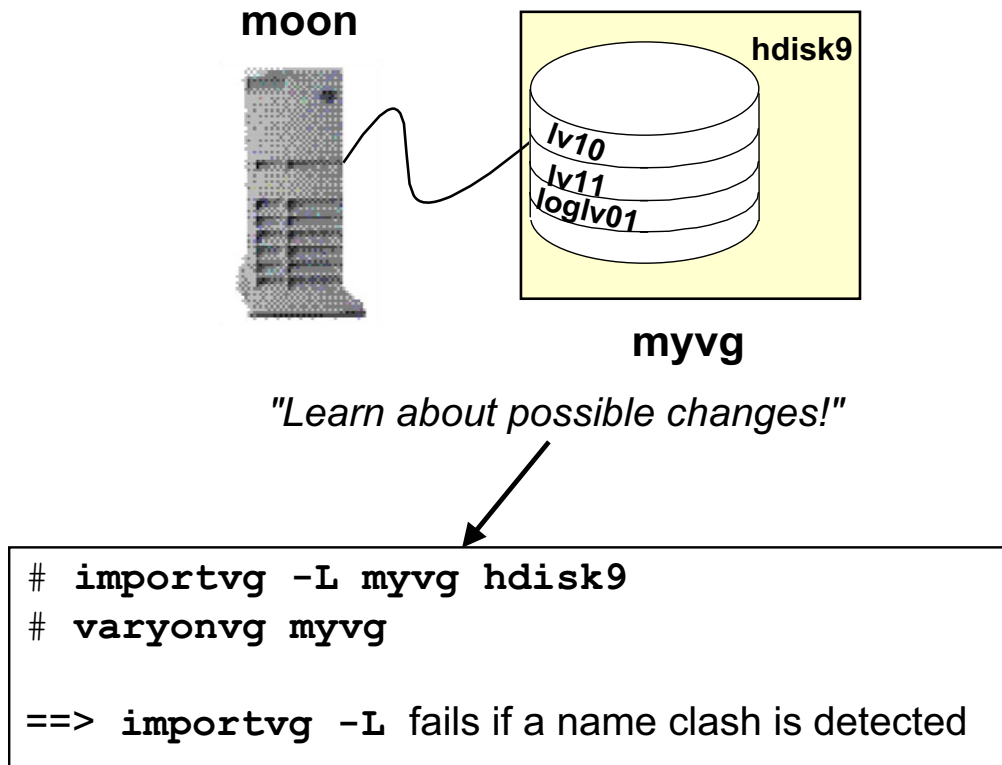 moon
hdisk9
lv10
lv11
loglv01
myvg
"Learn about possible changes!"
# importvg -L myvg hdisk9
# varyonvg myvg
==> importvg -L fails if a name clash is detected